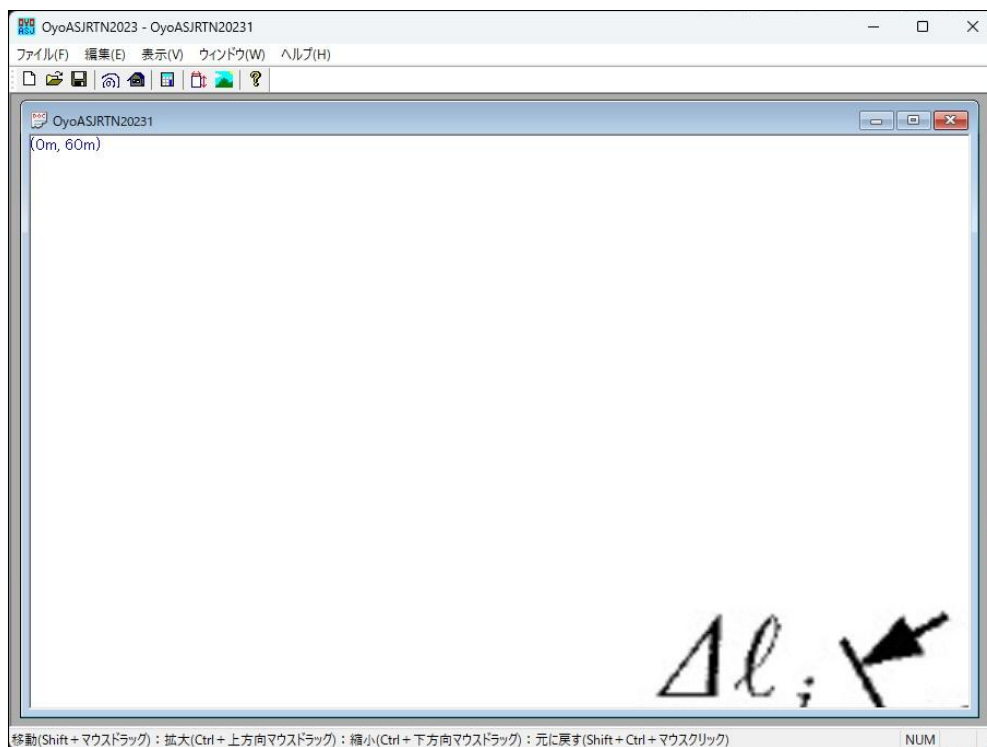 OYO
ASJ
OyoASJRTN2023 - OyoASJRTN20231
ファイル(F) 編集(E) 表示(V) ウィンドウ(W) ヘルプ(H)
DOC
OyoASJRTN20231
(0m, 60m)
Δℓ i
移動(Shift+マウスドラッグ)：拡大(Ctrl+上方向マウスドラッグ)：縮小(Ctrl+下方向マウスドラッグ)：元に戻す(Shift+Ctrl+マウスクリック)
NUM